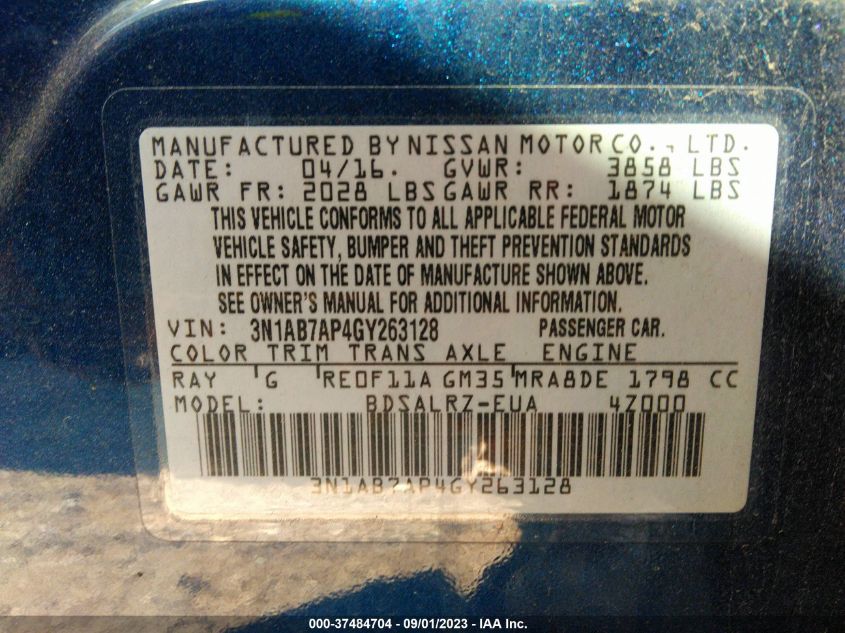 MANUFACTURED BY NISSAN MOTOR CO., LTD.
DATE: 04/16. GVWR: 3858 LBS
GAWR FR: 2028 LBS GAWR RR: 1874 LBS
THIS VEHICLE CONFORMS TO ALL APPLICABLE FEDERAL MOTOR
VEHICLE SAFETY, BUMPER AND THEFT PREVENTION STANDARDS
IN EFFECT ON THE DATE OF MANUFACTURE SHOWN ABOVE.
SEE OWNER'S MANUAL FOR ADDITIONAL INFORMATION.
VIN: 3N1AB7AP4GY263128 PASSENGER CAR.
COLOR TRIM TRANS AXLE ENGINE
RAY G RE0F11A GM35 MRA8DE 1798 CC
MODEL: BDSALRZ-EUA 4Z000
3N1AB7AP4GY263128
000-37484704 - 09/01/2023 - IAA Inc.